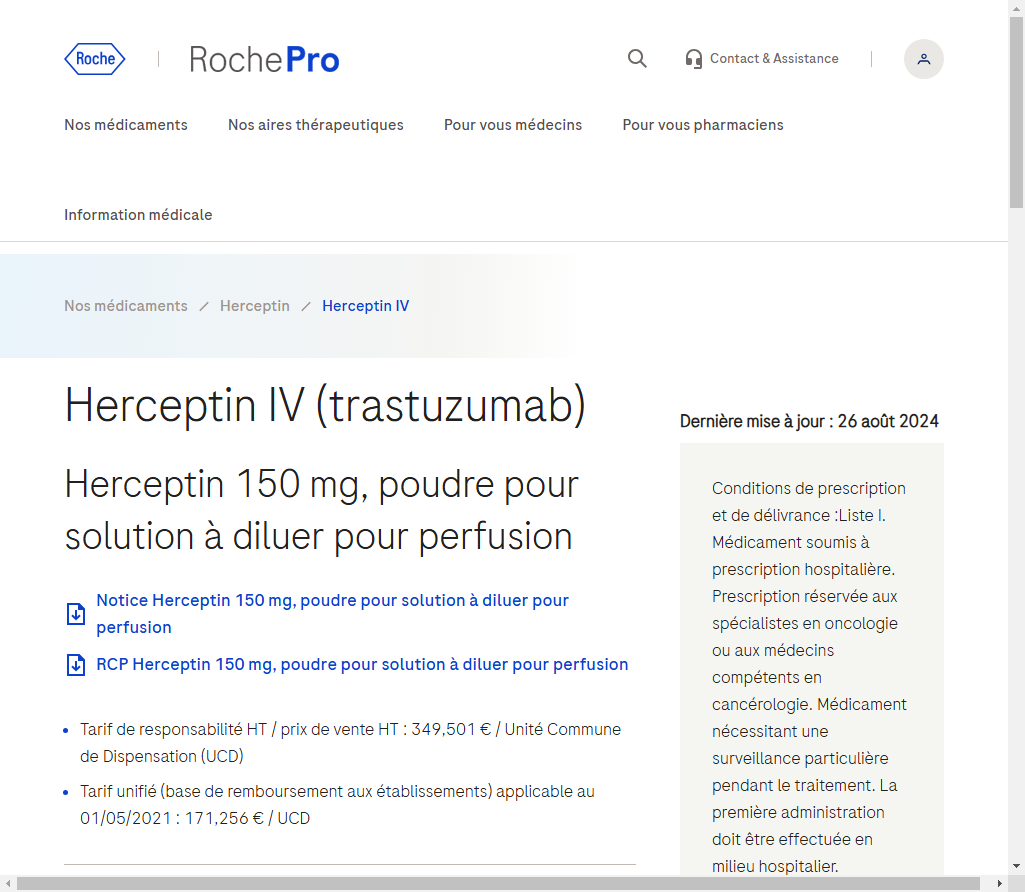 Roche
RochePro
Contact & Assistance
Nos médicaments
Nos aires thérapeutiques
Pour vous médecins
Pour vous pharmaciens
Information médicale
Nos médicaments / Herceptin / Herceptin IV
Herceptin IV (trastuzumab)
Herceptin 150 mg, poudre pour
solution à diluer pour perfusion
Notice Herceptin 150 mg, poudre pour solution à diluer pour
perfusion
RCP Herceptin 150 mg, poudre pour solution à diluer pour perfusion
Tarif de responsabilité HT / prix de vente HT : 349,501 € / Unité Commune
de Dispensation (UCD)
Tarif unifié (base de remboursement aux établissements) applicable au
01/05/2021 : 171,256 € / UCD
Dernière mise à jour : 26 août 2024
Conditions de prescription
et de délivrance :Liste I.
Médicament soumis à
prescription hospitalière.
Prescription réservée aux
spécialistes en oncologie
ou aux médecins
compétents en
cancérologie. Médicament
nécessitant une
surveillance particulière
pendant le traitement. La
première administration
doit être effectuée en
milieu hospitalier.